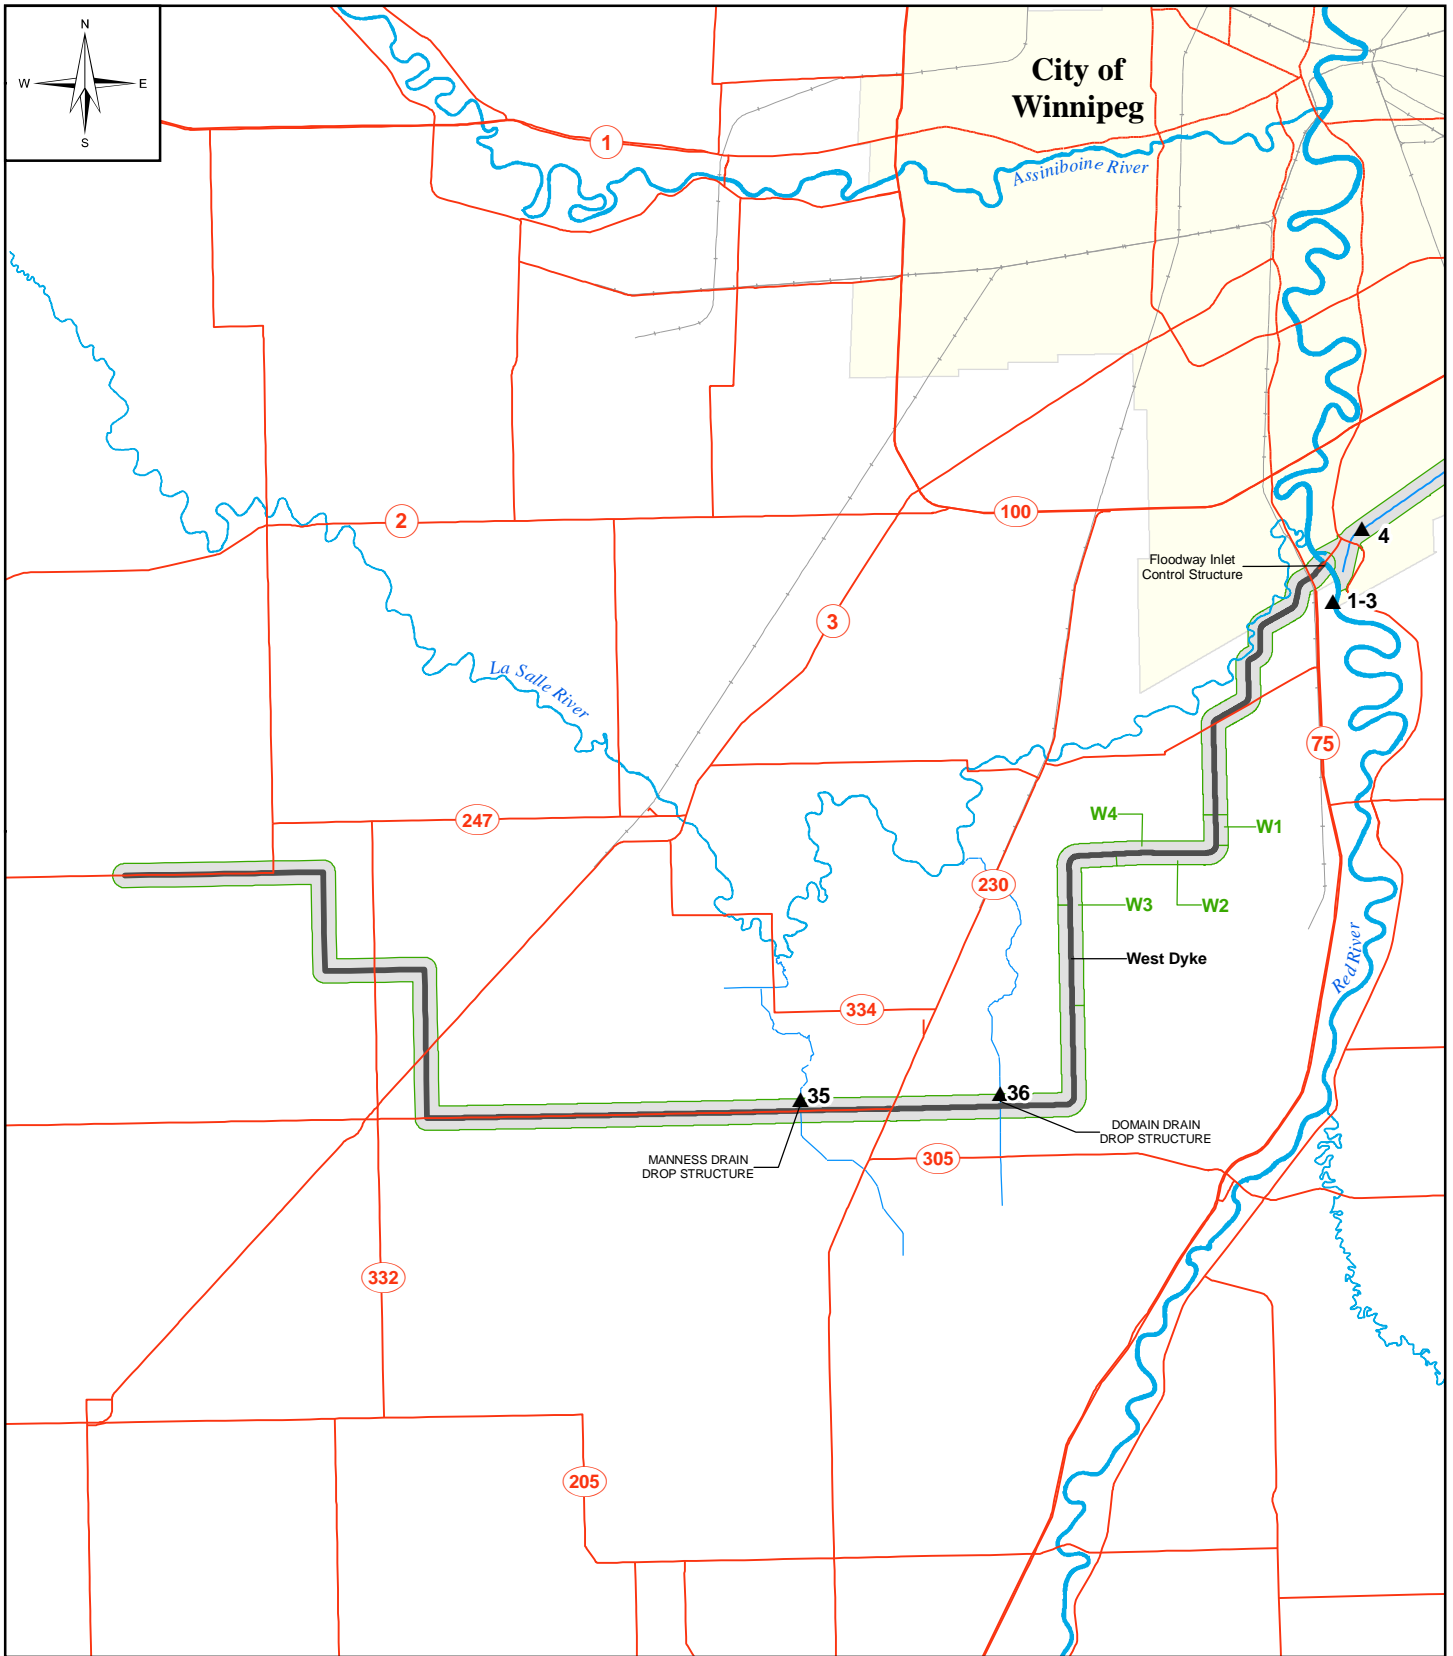 N
W E
S
City of
Winnipeg
1
Assiniboine River
2
100
4
Floodway Inlet
Control Structure
1-3
3
La Salle River
75
247
W4
W1
230
W3
W2
West Dyke
Red River
334
35
36
DOMAIN DRAIN
DROP STRUCTURE
MANNESS DRAIN
DROP STRUCTURE
305
332
205